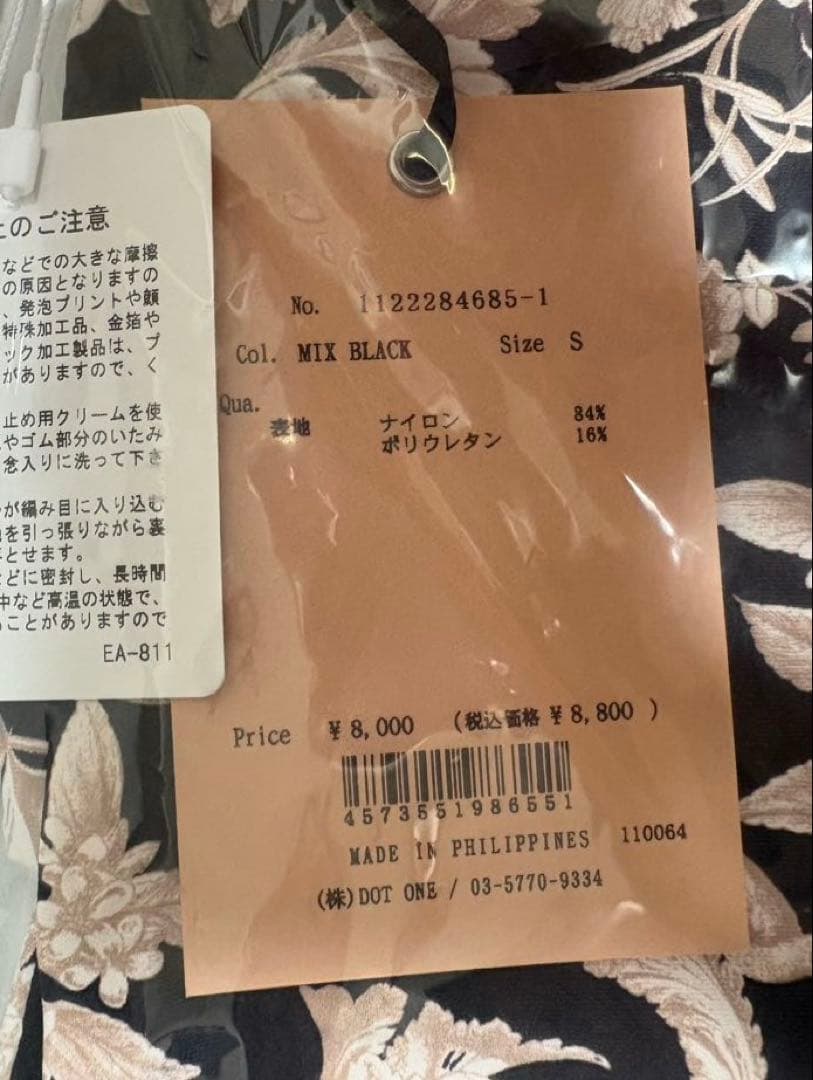 上のご注意
などでの大きな摩擦
の原因となりますの
、発泡プリントや顔
特殊加工品、金箔や
ック加工製品は、プ
がありますので、く
止め用クリームを使
やゴム部分のいたみ
念入りに洗って下さ
が編み目に入り込む
を引っ張りながら裏
とせます。
どに密封し、長時間
中など高温の状態で、
ことがありますので
EA-811
No. 1122284685-1
Col. MIX BLACK Size S
Qua.
表地 ナイロン 84%
ポリウレタン 16%
Price ¥8,000 (税込価格 ¥8,800 )
4573551986551
MADE IN PHILIPPINES 110064
(株)DOT ONE / 03-5770-9334